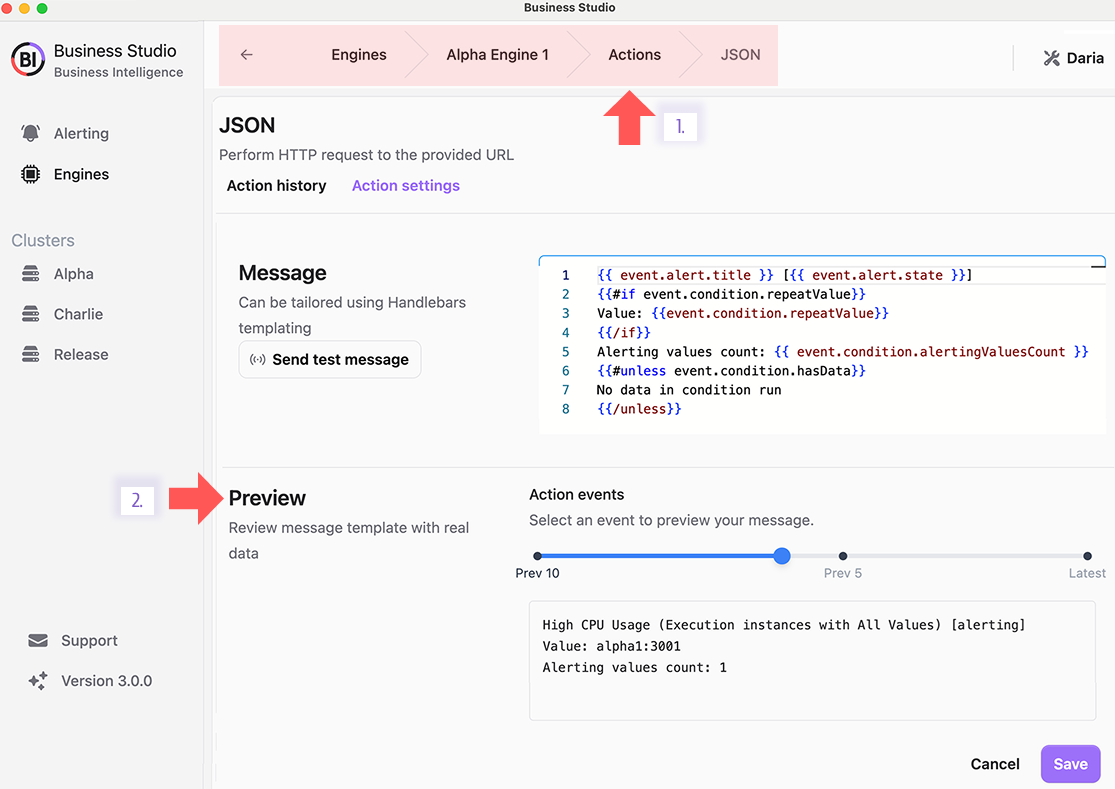 Business Studio
BI
Business Studio
Business Intelligence
← Engines Alpha Engine 1 Actions JSON
Daria
1.
Alerting
Engines
Clusters
Alpha
Charlie
Release
JSON
Perform HTTP request to the provided URL
Action history Action settings
Message
Can be tailored using Handlebars
templating
Send test message
1 {{ event.alert.title }} [{{ event.alert.state }}]
2 {{#if event.condition.repeatValue}}
3 Value: {{event.condition.repeatValue}}
4 {{/if}}
5 Alerting values count: {{ event.condition.alertingValuesCount }}
6 {{#unless event.condition.hasData}}
7 No data in condition run
8 {{/unless}}
2.
Preview
Review message template with real
data
Action events
Select an event to preview your message.
Prev 10 Prev 5 Latest
High CPU Usage (Execution instances with All Values) [alerting]
Value: alpha1:3001
Alerting values count: 1
Support
Version 3.0.0
Cancel Save